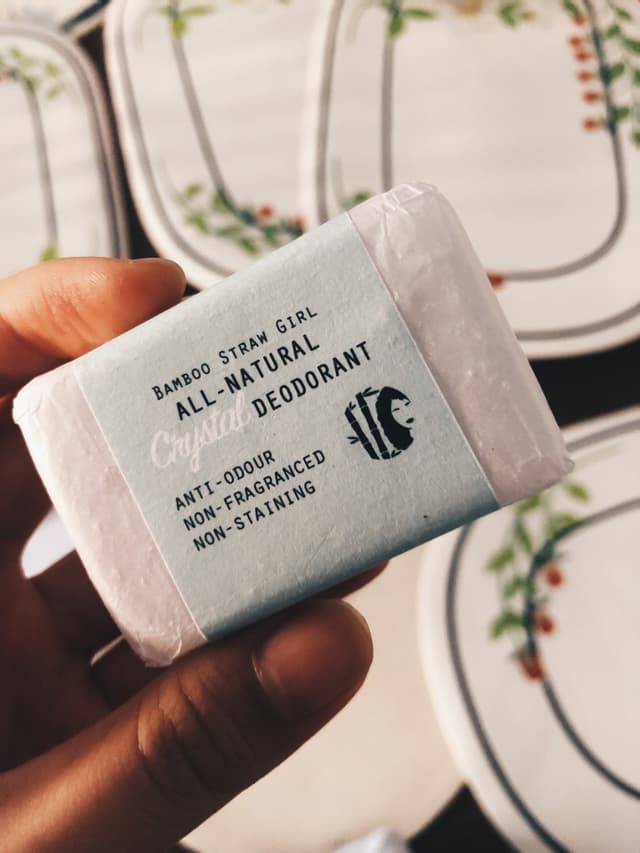 Bamboo Straw Girl
ALL-NATURAL
Crystal DEODORANT
ANTI-ODOUR
NON-FRAGRANCED
NON-STAINING